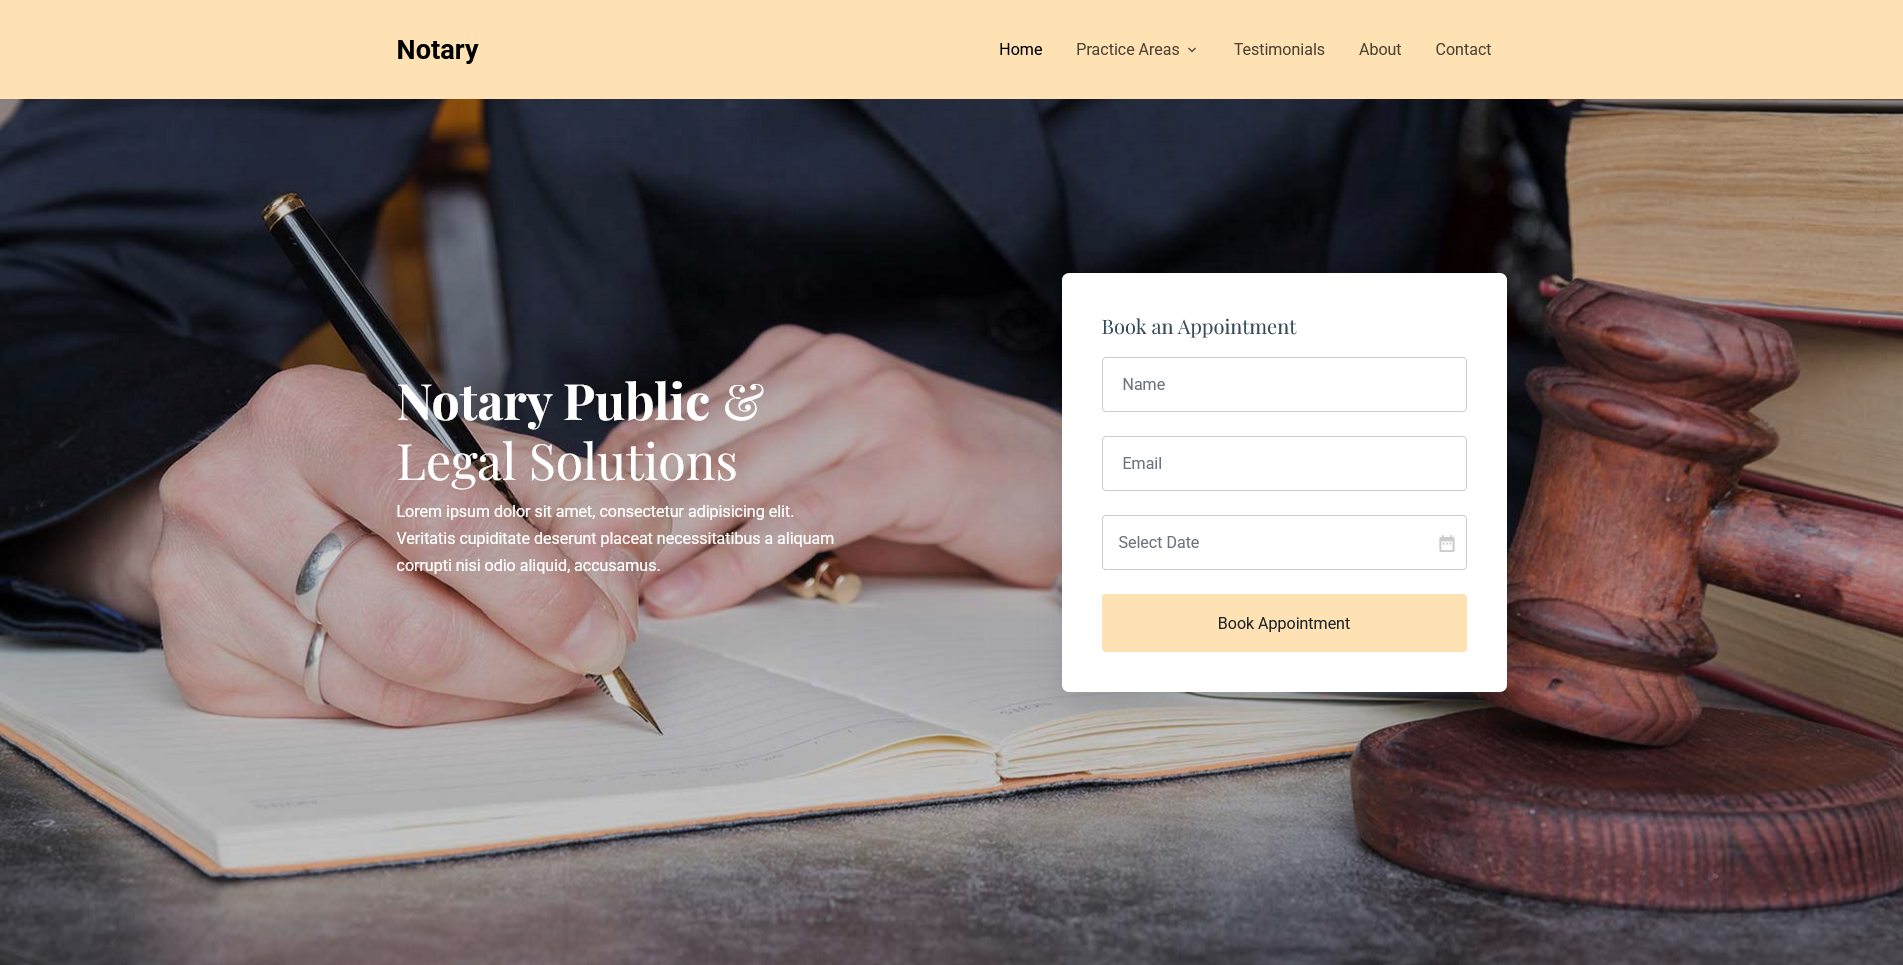 Notary
Home
Practice Areas
Testimonials
About
Contact
Notary Public &
Legal Solutions
Lorem ipsum dolor sit amet, consectetur adipisicing elit.
Veritatis cupiditate deserunt placeat necessitatibus a aliquam
corrupti nisi odio aliquid, accusamus.
Book an Appointment
Name
Email
Select Date
Book Appointment